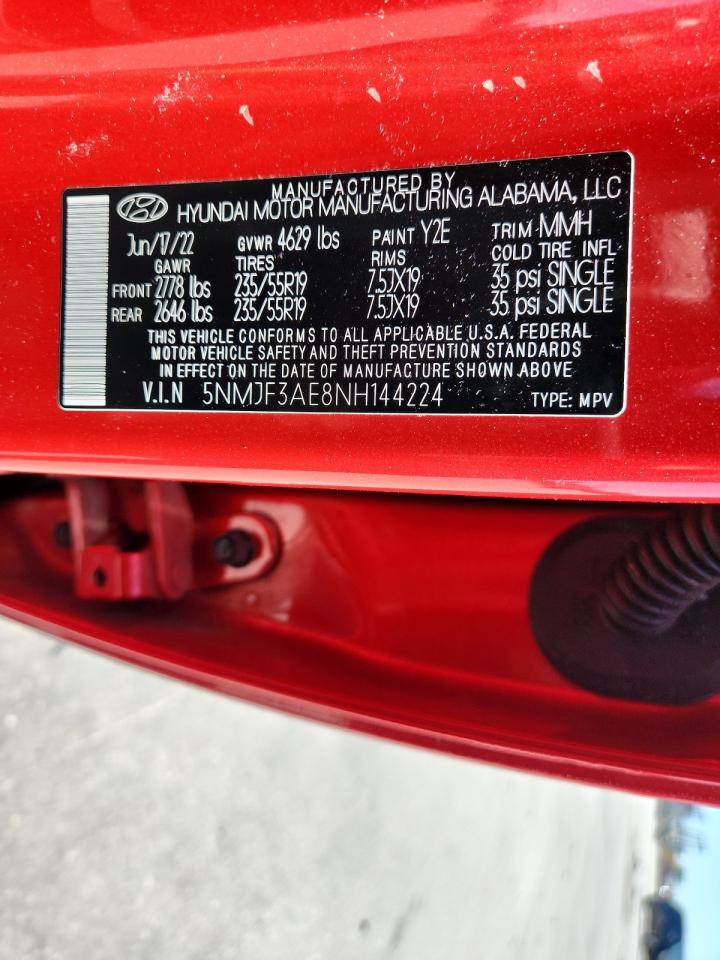 MANUFACTURED BY
HYUNDAI MOTOR MANUFACTURING ALABAMA, LLC
Jun/17/22 GVWR 4629 lbs PAINT Y2E TRIM MMH
GAWR TIRES RIMS COLD TIRE INFL
FRONT 2778 lbs 235/55R19 7.5JX19 35 psi SINGLE
REAR 2646 lbs 235/55R19 7.5JX19 35 psi SINGLE
THIS VEHICLE CONFORMS TO ALL APPLICABLE U.S.A. FEDERAL
MOTOR VEHICLE SAFETY AND THEFT PREVENTION STANDARDS
IN EFFECT ON THE DATE OF MANUFACTURE SHOWN ABOVE
V.I.N 5NMJF3AE8NH144224 TYPE: MPV